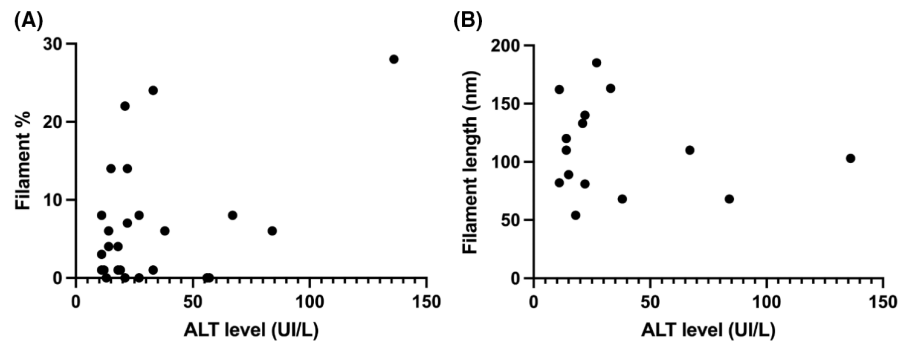 (A)
30
20
10
0
Filament %
0 50 100 150
ALT level (UI/L)
(B)
200
150
100
50
0
Filament length (nm)
0 50 100 150
ALT level (UI/L)